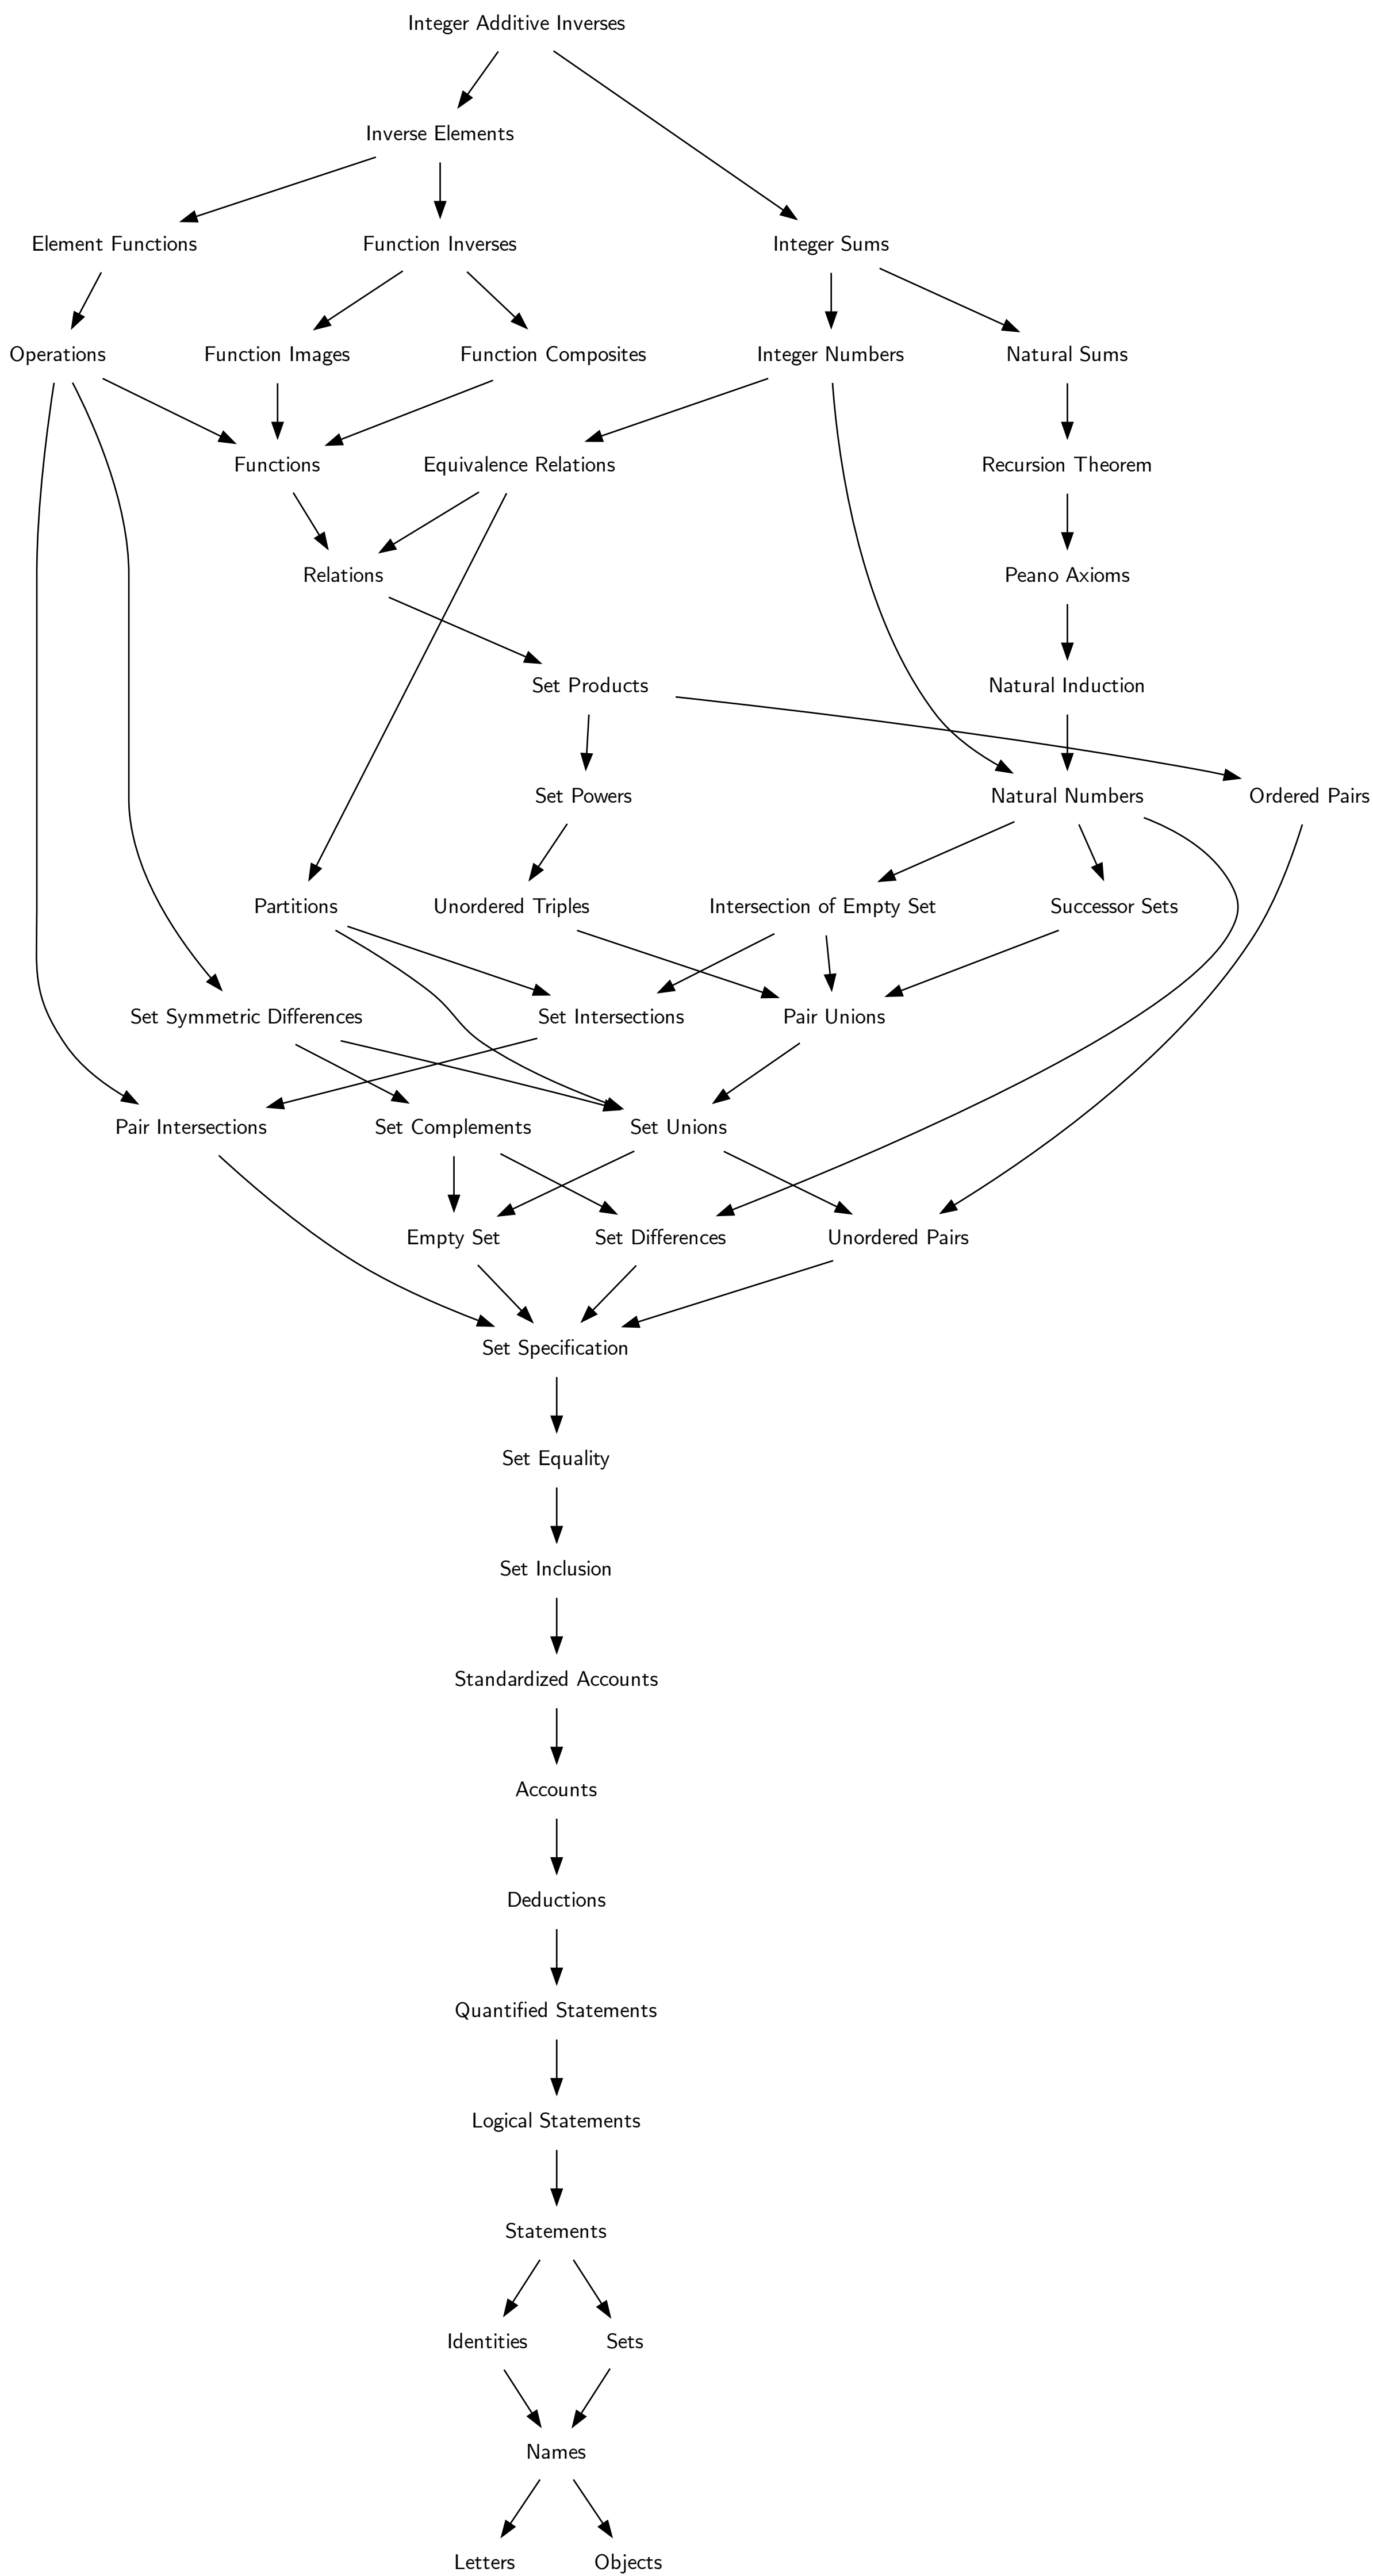 Integer Additive Inverses
Inverse Elements
Element Functions
Function Inverses
Integer Sums
Operations
Function Images
Function Composites
Integer Numbers
Natural Sums
Functions
Equivalence Relations
Recursion Theorem
Relations
Peano Axioms
Set Products
Natural Induction
Set Powers
Natural Numbers
Ordered Pairs
Partitions
Unordered Triples
Intersection of Empty Set
Successor Sets
Set Symmetric Differences
Set Intersections
Pair Unions
Pair Intersections
Set Complements
Set Unions
Empty Set
Set Differences
Unordered Pairs
Set Specification
Set Equality
Set Inclusion
Standardized Accounts
Accounts
Deductions
Quantified Statements
Logical Statements
Statements
Identities
Sets
Names
Letters
Objects